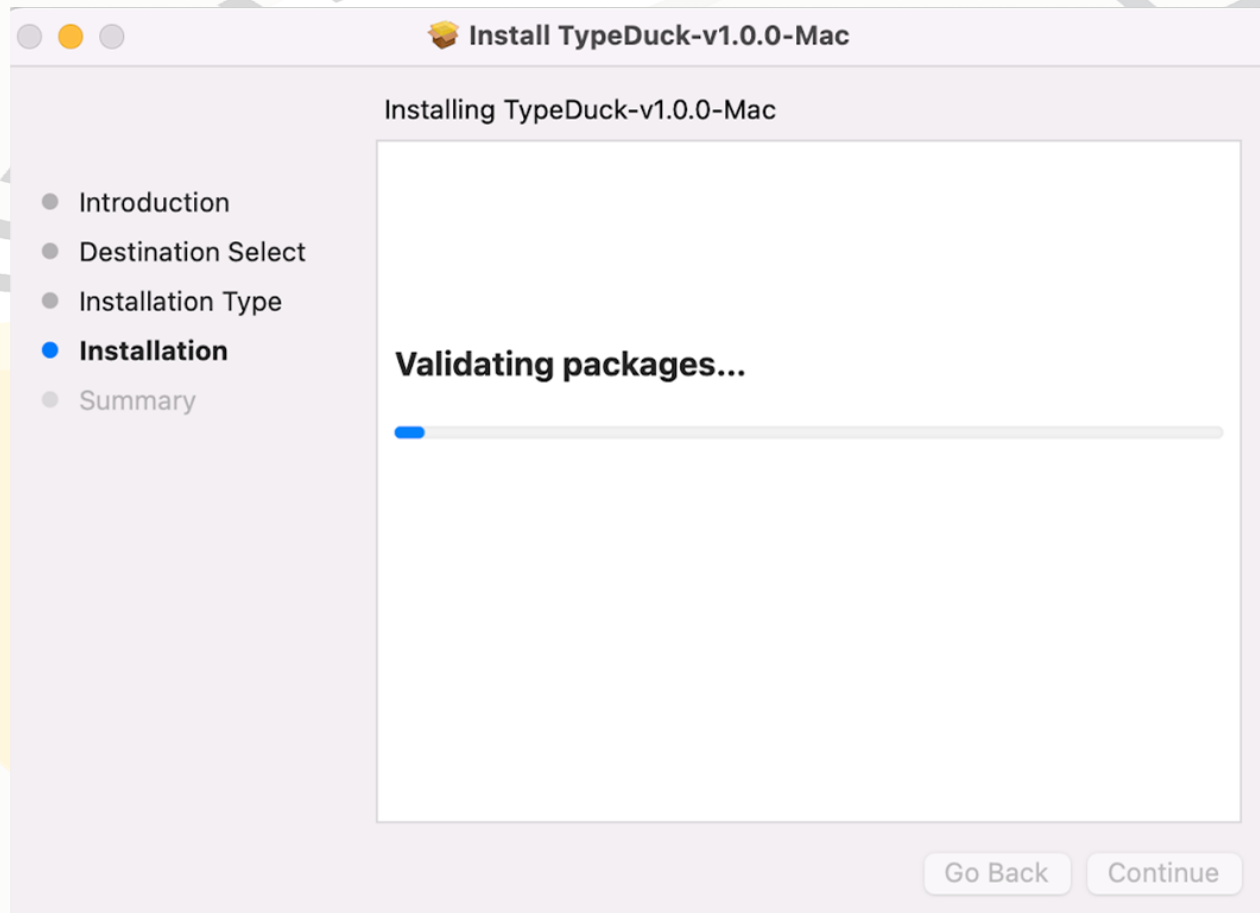 Install TypeDuck-v1.0.0-Mac
Installing TypeDuck-v1.0.0-Mac
Introduction
Destination Select
Installation Type
Installation
Summary
Validating packages...
Go Back
Continue